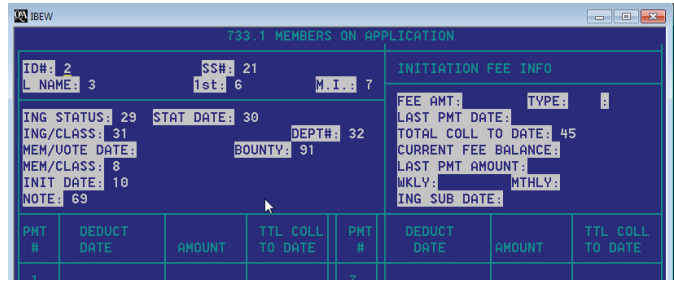 IBEW
733.1 MEMBERS ON APPLICATION
ID#: 2 SS#: 21
L NAME: 3 1st: 6 M.I.: 7
ING STATUS: 29 STAT DATE: 30
ING/CLASS: 31 DEPT#: 32
MEM/VOTE DATE: BOUNTY: 91
MEM/CLASS: 8
INIT DATE: 10
NOTE: 69
INITIATION FEE INFO
FEE AMT: TYPE: :
LAST PMT DATE:
TOTAL COLL TO DATE: 45
CURRENT FEE BALANCE:
LAST PMT AMOUNT:
WKLY: MTHLY:
ING SUB DATE:
PMT DEDUCT TTL COLL PMT DEDUCT TTL COLL
# DATE AMOUNT TO DATE # DATE AMOUNT TO DATE
1 7